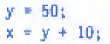 y = 50;
x = y + 10;